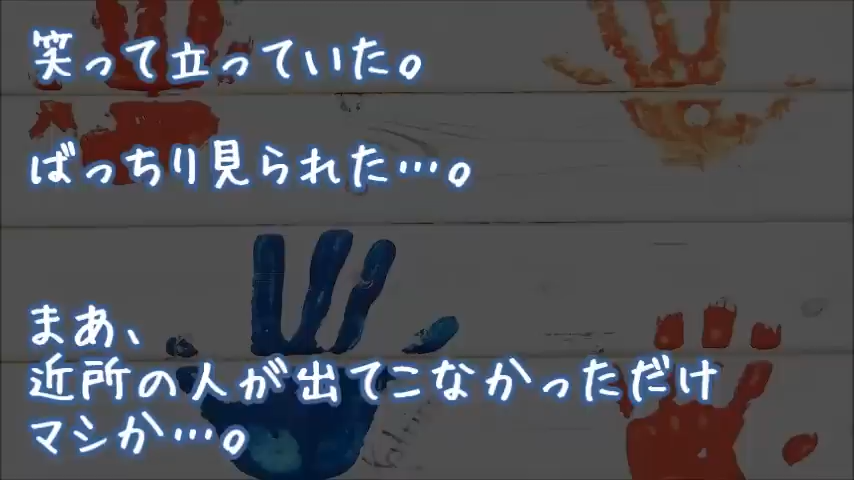 笑って立っていた。
ばっちり見られた…。
まあ、
近所の人が出てこなかっただけ
マシか…。